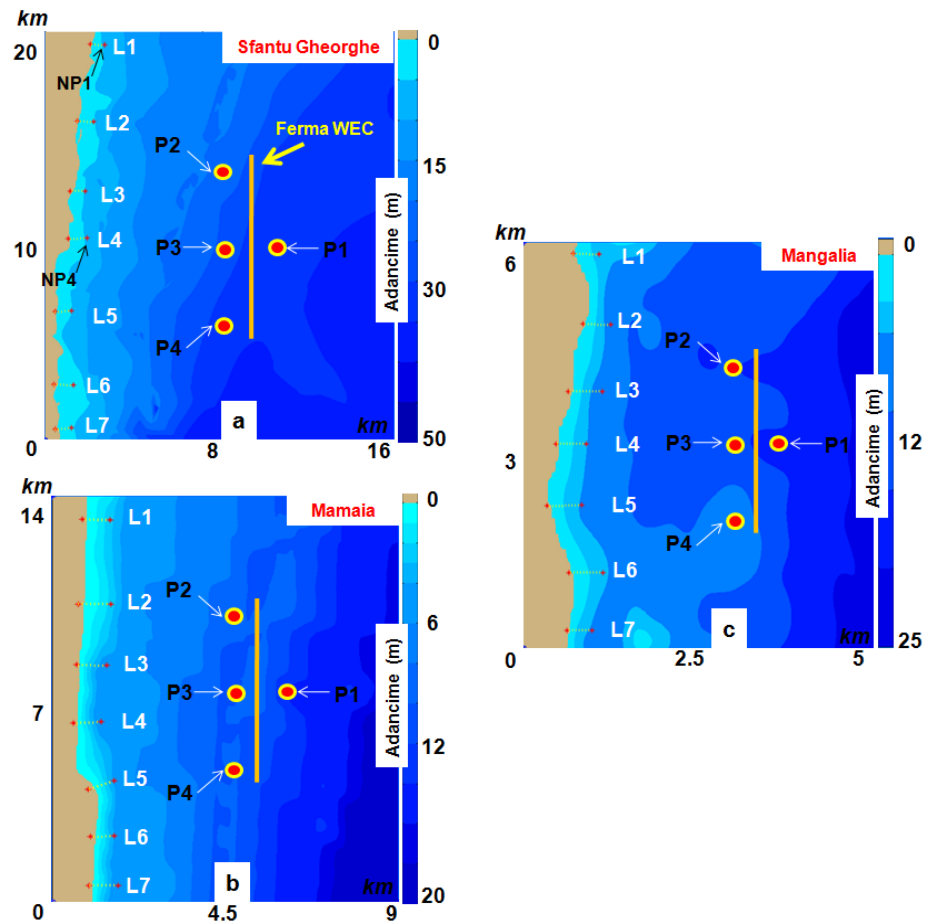 km
20
Sfantu Gheorghe
L1
NP1
L2
Ferma WEC
P2
L3
L4
P3
P1
10
NP4
L5
P4
L6
a
L7
km
0
8
16
0
15
Adancime (m)
30
50
km
14
Mamaia
L1
L2
P2
L3
P3
P1
7
L4
L5
P4
L6
L7
b
0
4.5
9
0
6
Adancime (m)
12
20
km
6
Mangalia
L1
L2
P2
L3
L4
P3
P1
3
L5
P4
L6
L7
c
km
0
2.5
5
0
12
Adancime (m)
25